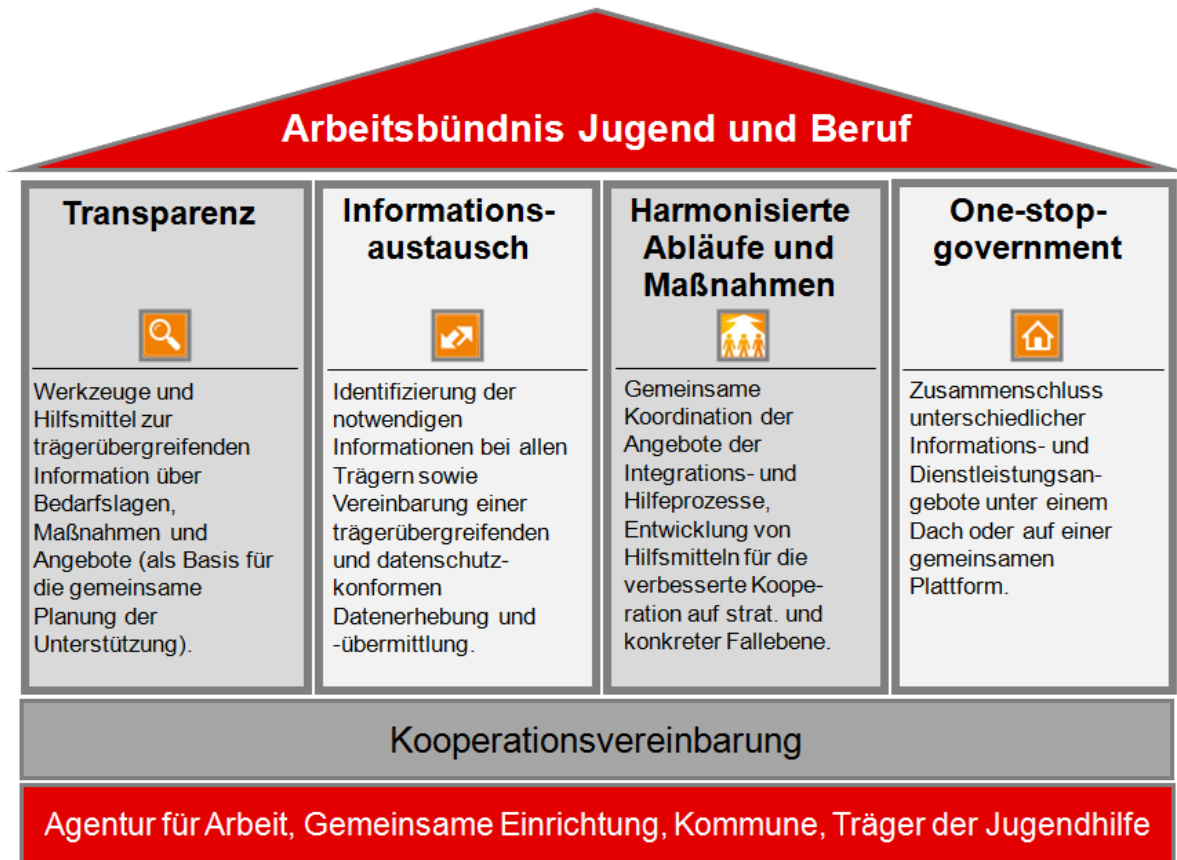 Arbeitsbündnis Jugend und Beruf
Transparenz
Werkzeuge und
Hilfsmittel zur
trägerübergreifenden
Information über
Bedarfslagen,
Maßnahmen und
Angebote (als Basis für
die gemeinsame
Planung der
Unterstützung).
Informations-
austausch
Identifizierung der
notwendigen
Informationen bei allen
Trägern sowie
Vereinbarung einer
trägerübergreifenden
und datenschutz-
konformen
Datenerhebung und
-übermittlung.
Harmonisierte
Abläufe und
Maßnahmen
Gemeinsame
Koordination der
Angebote der
Integrations- und
Hilfeprozesse,
Entwicklung von
Hilfsmitteln für die
verbesserte Koope-
ration auf strat. und
konkreter Fallebene.
One-stop-
government
Zusammenschluss
unterschiedlicher
Informations- und
Dienstleistungsan-
gebote unter einem
Dach oder auf einer
gemeinsamen
Plattform.
Kooperationsvereinbarung
Agentur für Arbeit, Gemeinsame Einrichtung, Kommune, Träger der Jugendhilfe